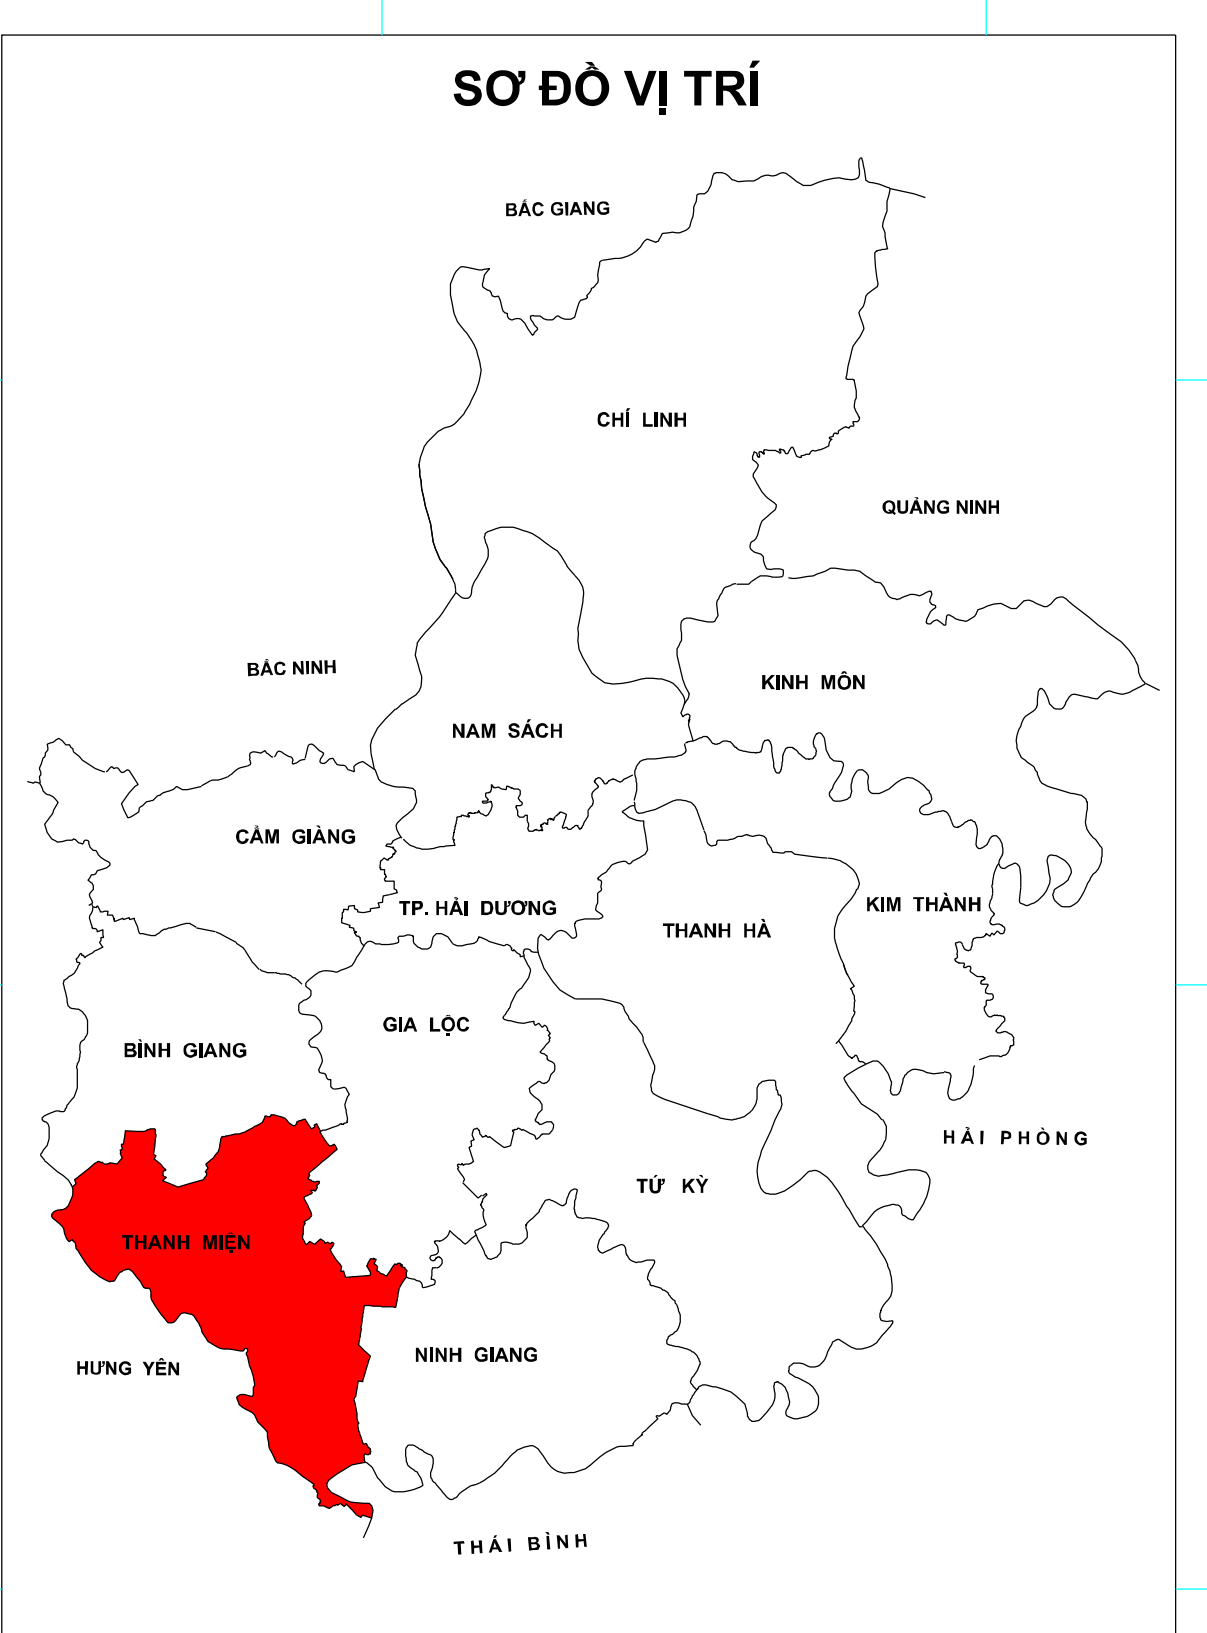 SƠ ĐỒ VỊ TRÍ
BẮC GIANG
CHÍ LINH
QUẢNG NINH
BẮC NINH
KINH MÔN
NAM SÁCH
CẨM GIÀNG
KIM THÀNH
TP. HẢI DƯƠNG
THANH HÀ
GIA LỘC
BÌNH GIANG
HẢI PHÒNG
TỨ KỲ
THANH MIỆN
NINH GIANG
HƯNG YÊN
THÁI BÌNH